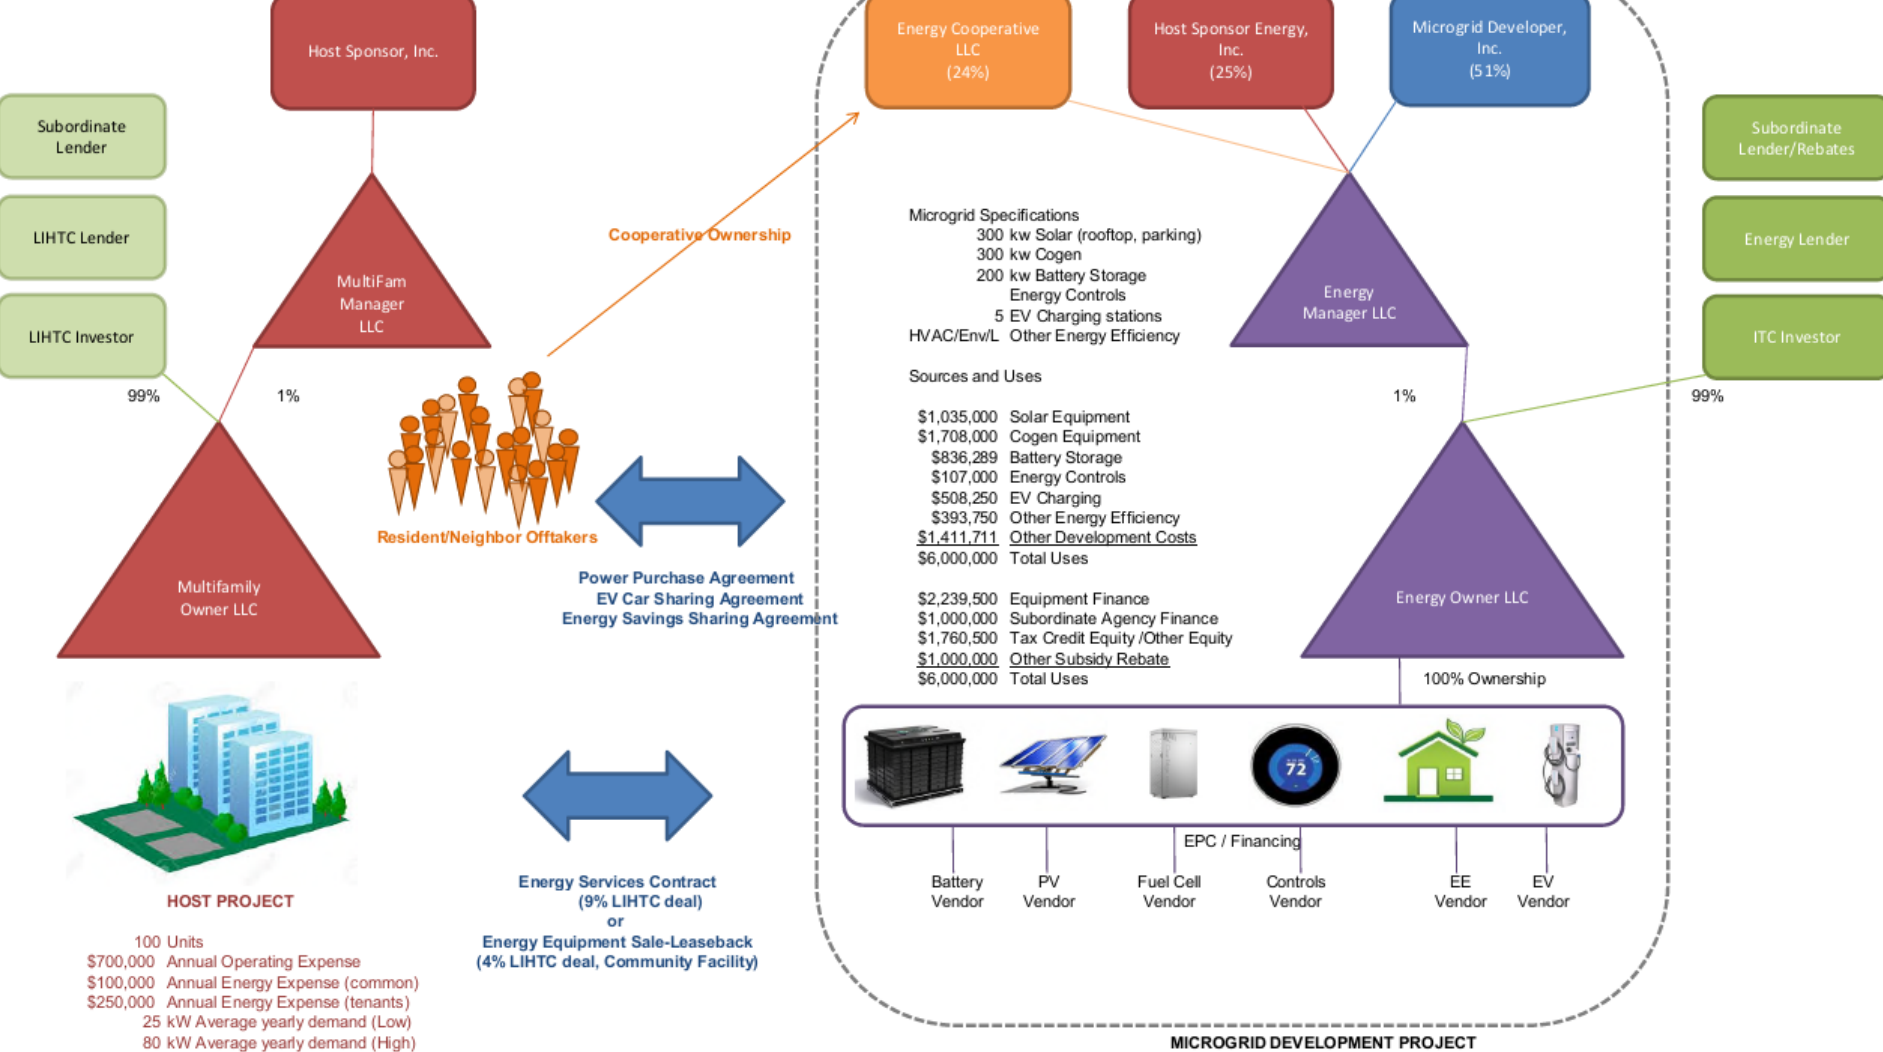 Host Sponsor, Inc.
Subordinate
Lender
LIHTC Lender
LIHTC Investor
99%
1%
MultiFam
Manager
LLC
Multifamily
Owner LLC
HOST PROJECT
100 Units
$700,000 Annual Operating Expense
$100,000 Annual Energy Expense (common)
$250,000 Annual Energy Expense (tenants)
25 kW Average yearly demand (Low)
80 kW Average yearly demand (High)
Cooperative Ownership
Resident/Neighbor Offtakers
Power Purchase Agreement
EV Car Sharing Agreement
Energy Savings Sharing Agreement
Energy Services Contract
(9% LIHTC deal)
or
Energy Equipment Sale-Leaseback
(4% LIHTC deal, Community Facility)
Energy Cooperative
LLC
(24%)
Host Sponsor Energy,
Inc.
(25%)
Microgrid Developer,
Inc.
(51%)
Microgrid Specifications
300 kw Solar (rooftop, parking)
300 kw Cogen
200 kw Battery Storage
Energy Controls
5 EV Charging stations
HVAC/Env/L Other Energy Efficiency
Sources and Uses
$1,035,000 Solar Equipment
$1,708,000 Cogen Equipment
$836,289 Battery Storage
$107,000 Energy Controls
$508,250 EV Charging
$393,750 Other Energy Efficiency
$1,411,711 Other Development Costs
$6,000,000 Total Uses
$2,239,500 Equipment Finance
$1,000,000 Subordinate Agency Finance
$1,760,500 Tax Credit Equity /Other Equity
$1,000,000 Other Subsidy Rebate
$6,000,000 Total Uses
Energy
Manager LLC
1%
99%
Energy Owner LLC
100% Ownership
Subordinate
Lender/Rebates
Energy Lender
ITC Investor
72
EPC / Financing
Battery
Vendor
PV
Vendor
Fuel Cell
Vendor
Controls
Vendor
EE
Vendor
EV
Vendor
MICROGRID DEVELOPMENT PROJECT